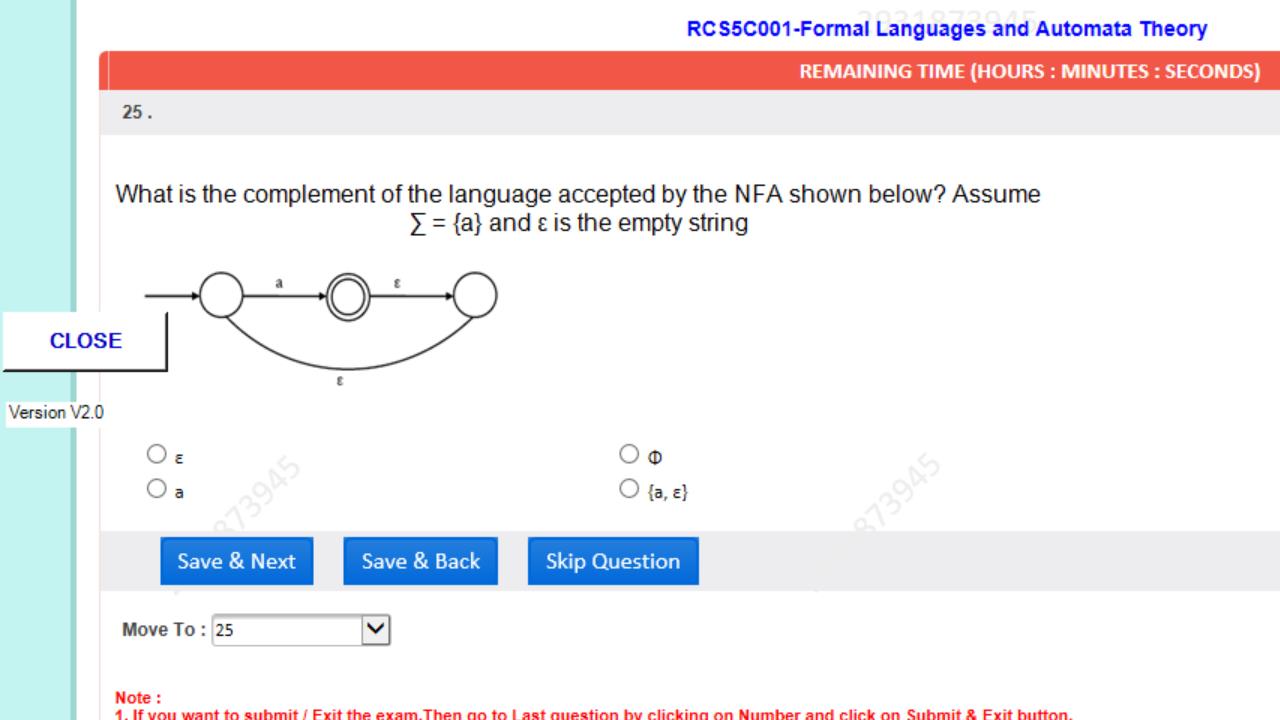 2931873945
RCS5C001-Formal Languages and Automata Theory
REMAINING TIME (HOURS : MINUTES : SECONDS)
25 .
What is the complement of the language accepted by the NFA shown below? Assume
∑ = {a} and ε is the empty string
a ε
ε
CLOSE
Version V2.0
ε Φ
a {a, ε}
873945 873945
Save & Next Save & Back Skip Question
Move To : 25
Note :
1. If you want to submit / Exit the exam.Then go to Last question by clicking on Number and click on Submit & Exit button.